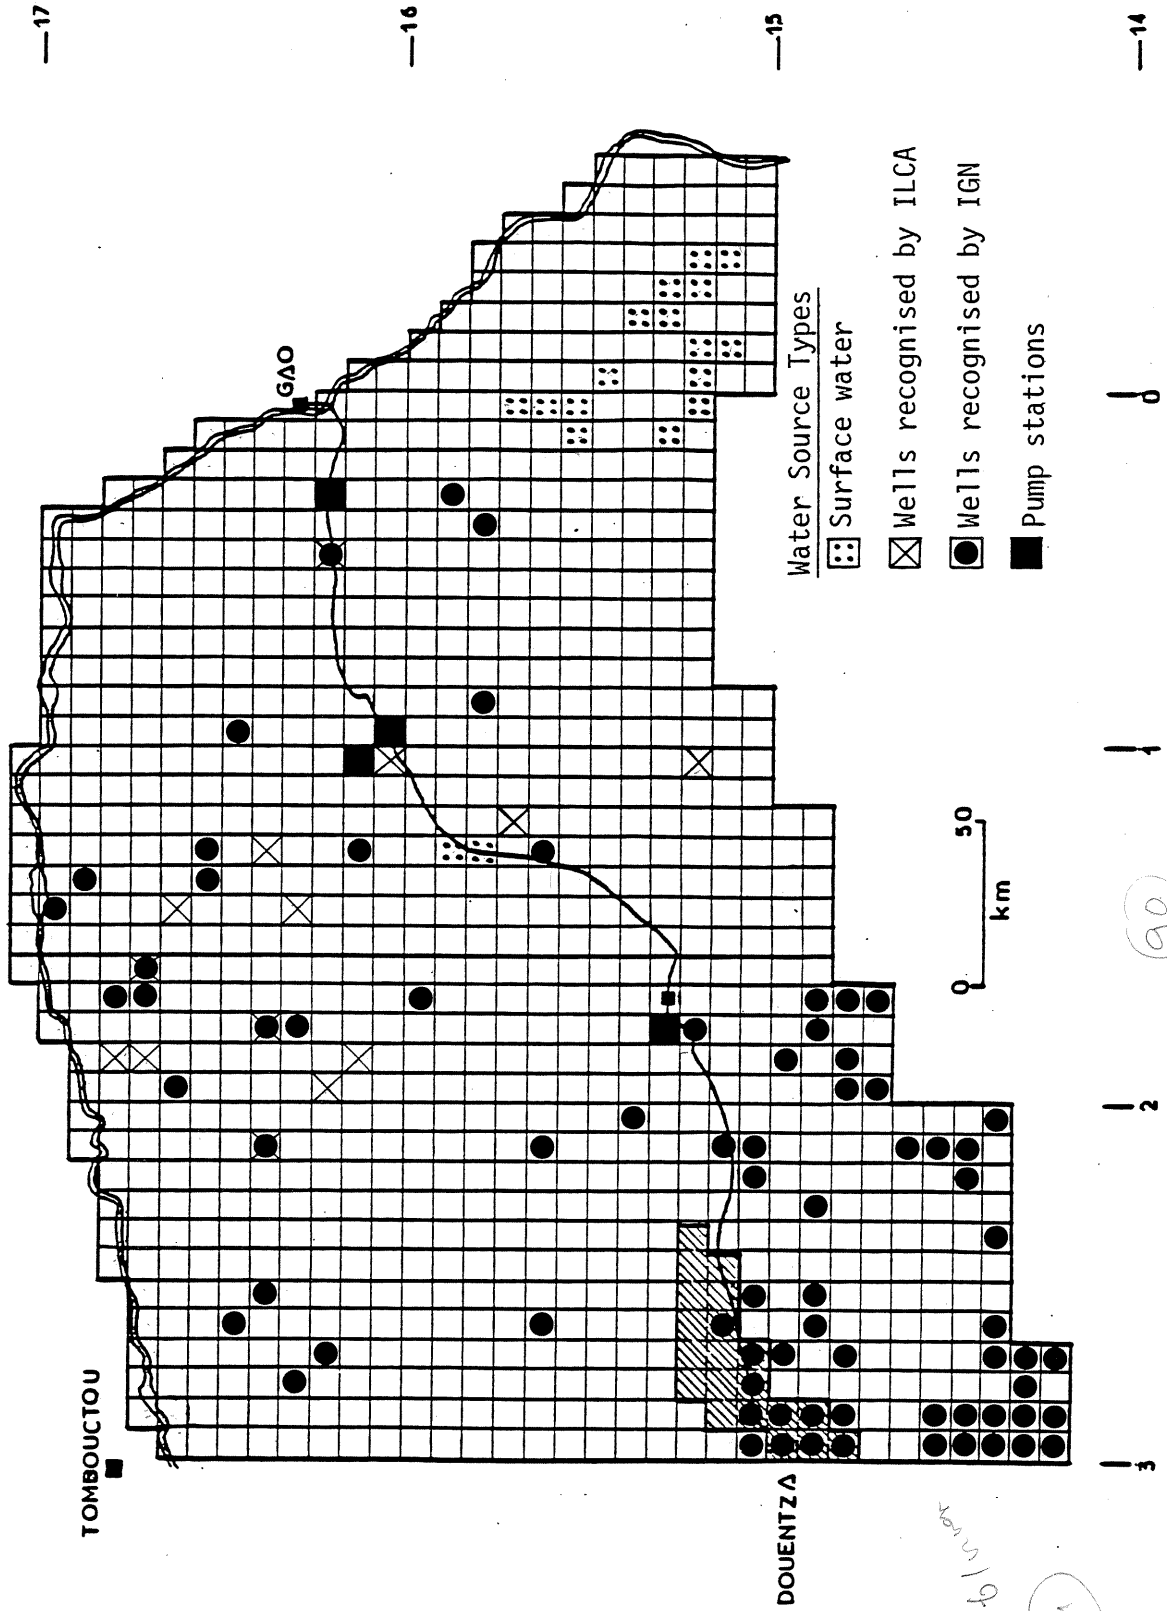 TOMBOUCTOU
GAO
DOUENTZA
—17
—16
—15
—14
3
2
1
0
0 50
km
Water Source Types
Surface water
Wells recognised by ILCA
Wells recognised by IGN
Pump stations
90